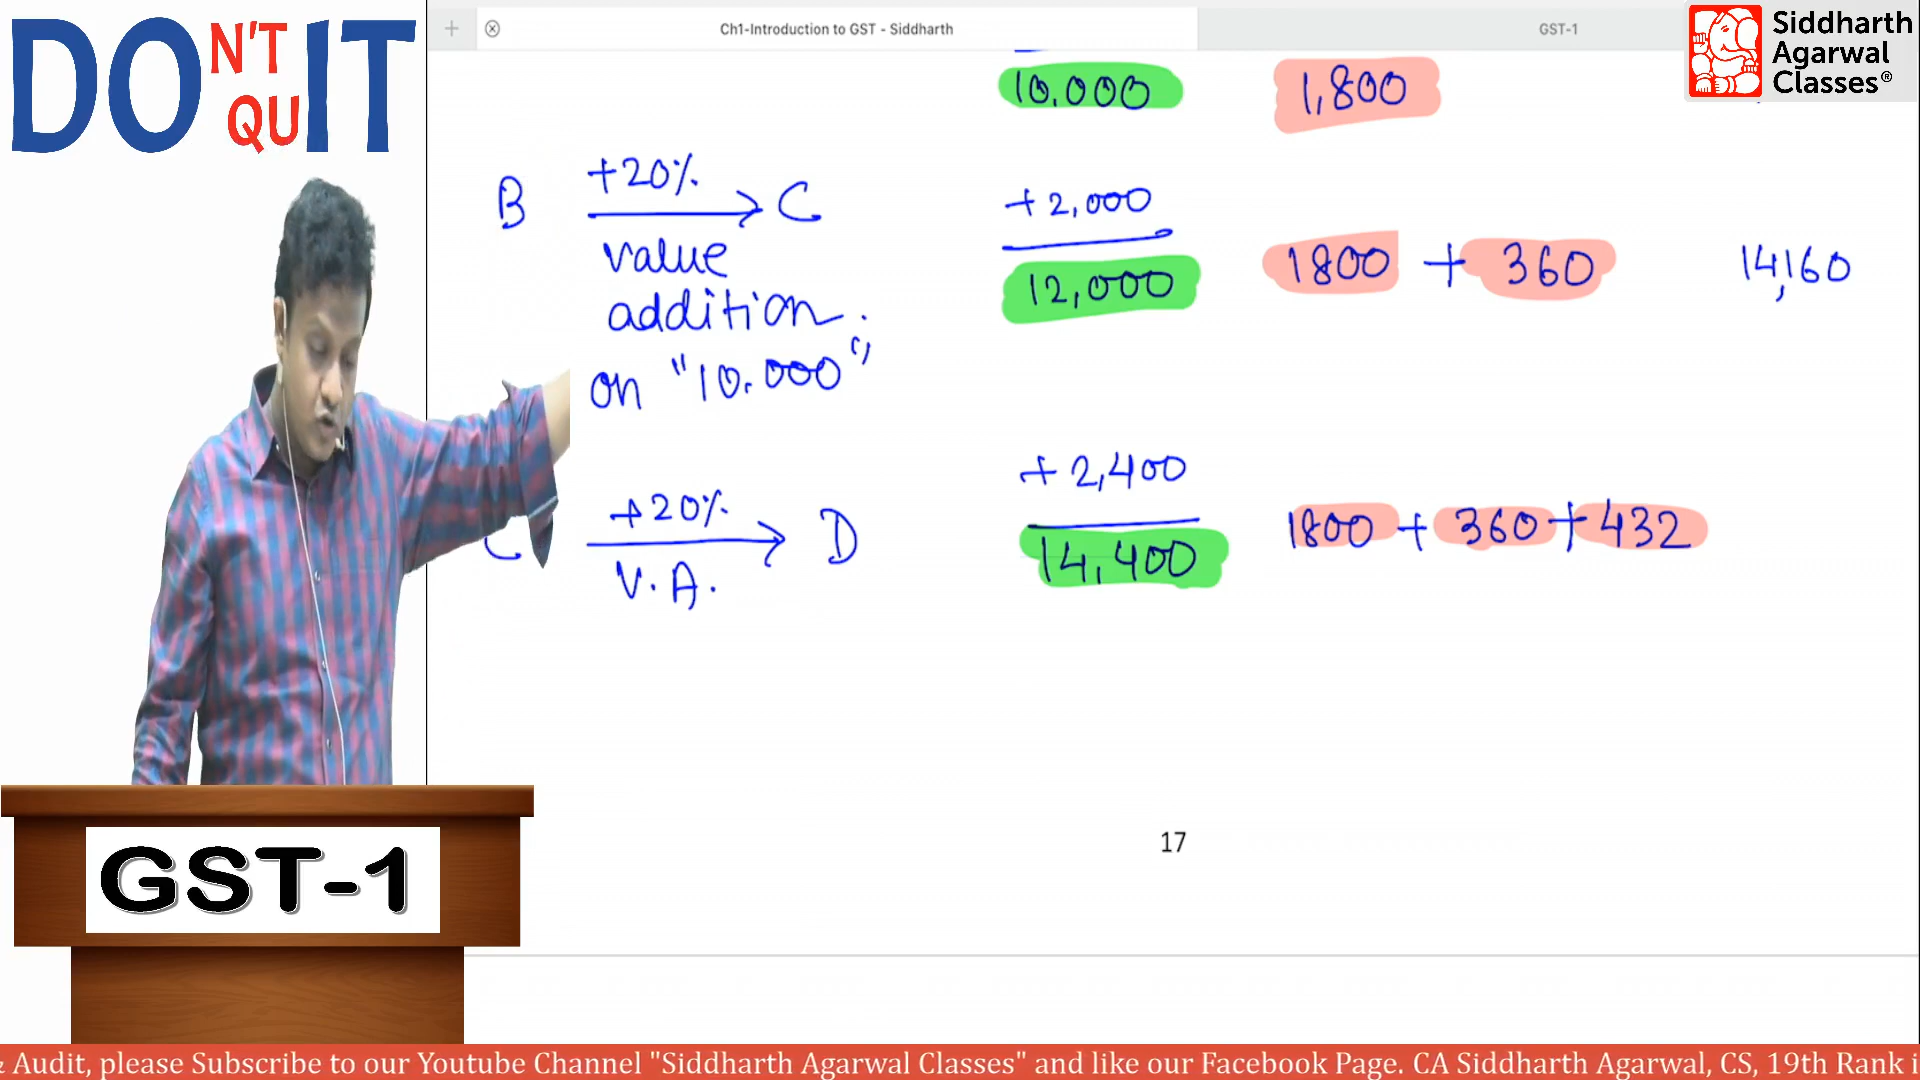 DON'T QUIT
Ch1-Introduction to GST - Siddharth
GST-1
Siddharth
Agarwal
Classes®
10,000 1,800
B +20% C
value
addition.
on "10.000"
+2,000
12,000 1800 + 360 14,160
C +20% D
V.A.
+2,400
14,400 1800 + 360 + 432
17
GST-1
& Audit, please Subscribe to our Youtube Channel "Siddharth Agarwal Classes" and like our Facebook Page. CA Siddharth Agarwal, CS, 19th Rank i